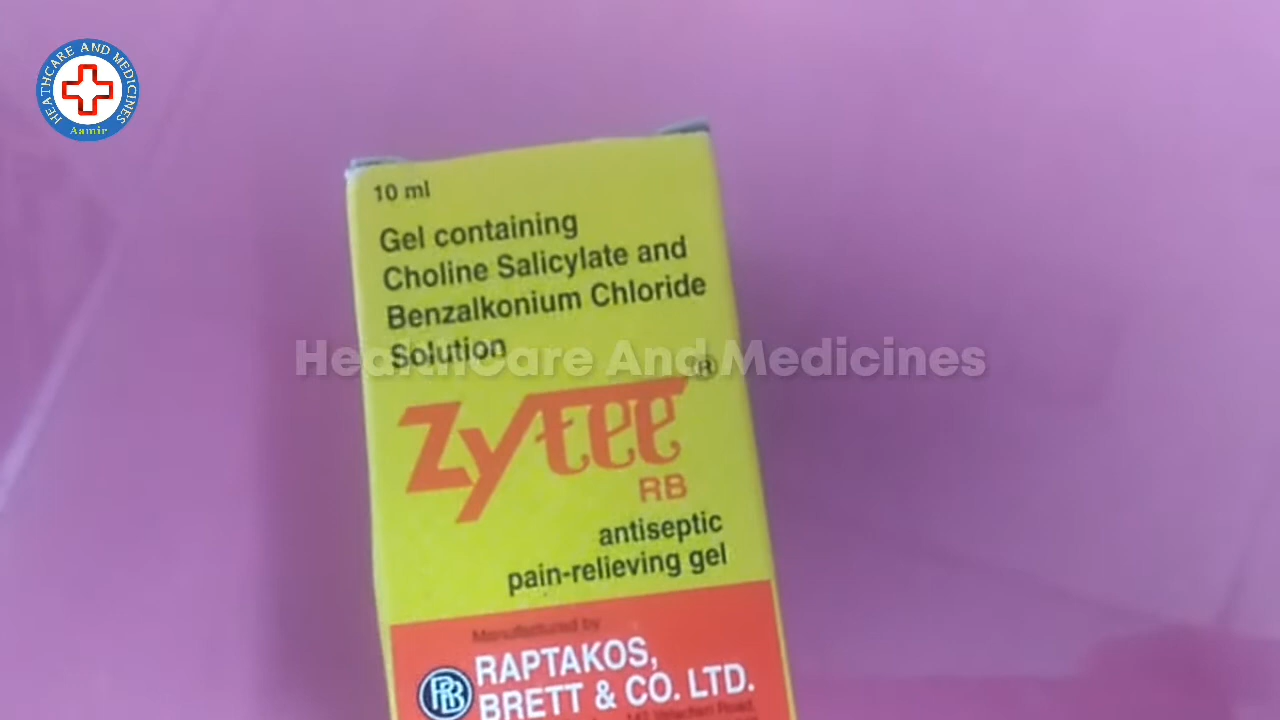 HEATHCARE AND MEDICINES
Aamir
10 ml
Gel containing
Choline Salicylate and
Benzalkonium Chloride
Solution
HealthCare And Medicines
Zytee®
RB
antiseptic
pain-relieving gel
Manufactured by
RB RAPTAKOS,
BRETT & CO. LTD.